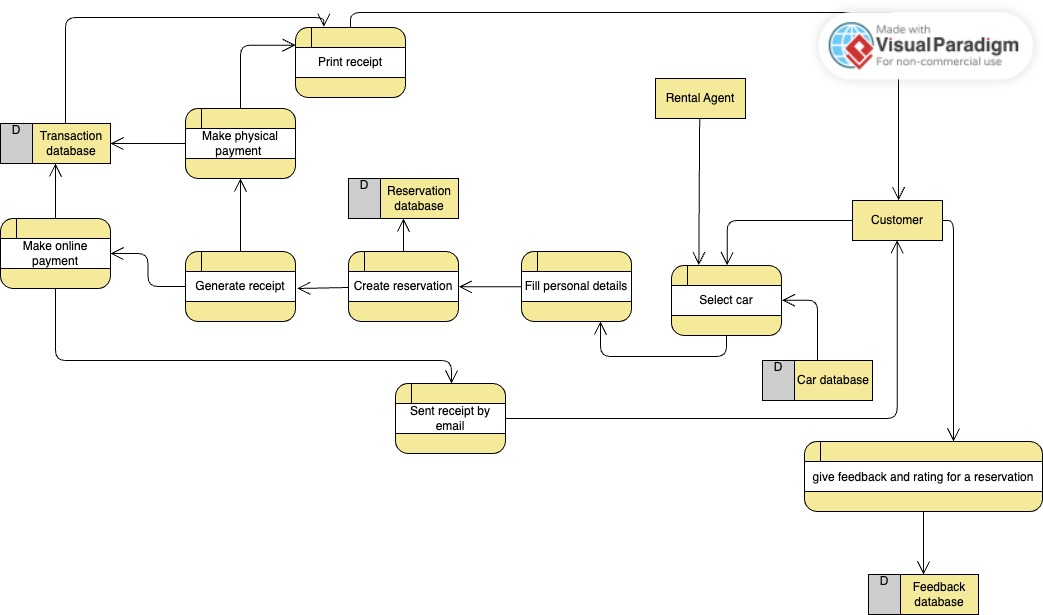 Made with
Visual Paradigm
For non-commercial use
Print receipt
Rental Agent
D
Transaction
database
Make physical
payment
D
Reservation
database
Customer
Make online
payment
Generate receipt
Create reservation
Fill personal details
Select car
D
Car database
Sent receipt by
email
give feedback and rating for a reservation
D
Feedback
database